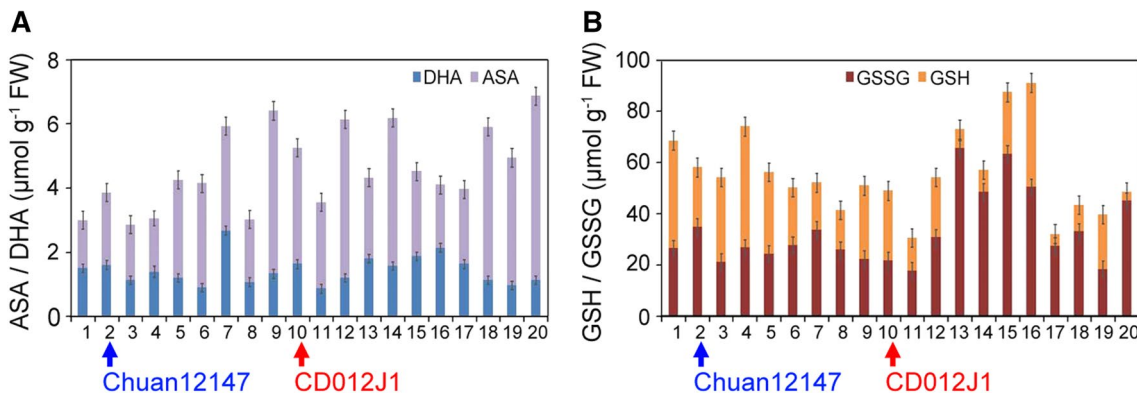 A
ASA / DHA (μmol g⁻¹ FW)
8
6
4
2
0
DHA ASA
1 2 3 4 5 6 7 8 9 10 11 12 13 14 15 16 17 18 19 20
Chuan12147 CD012J1
B
GSH / GSSG (μmol g⁻¹ FW)
100
80
60
40
20
0
GSSG GSH
1 2 3 4 5 6 7 8 9 10 11 12 13 14 15 16 17 18 19 20
Chuan12147 CD012J1